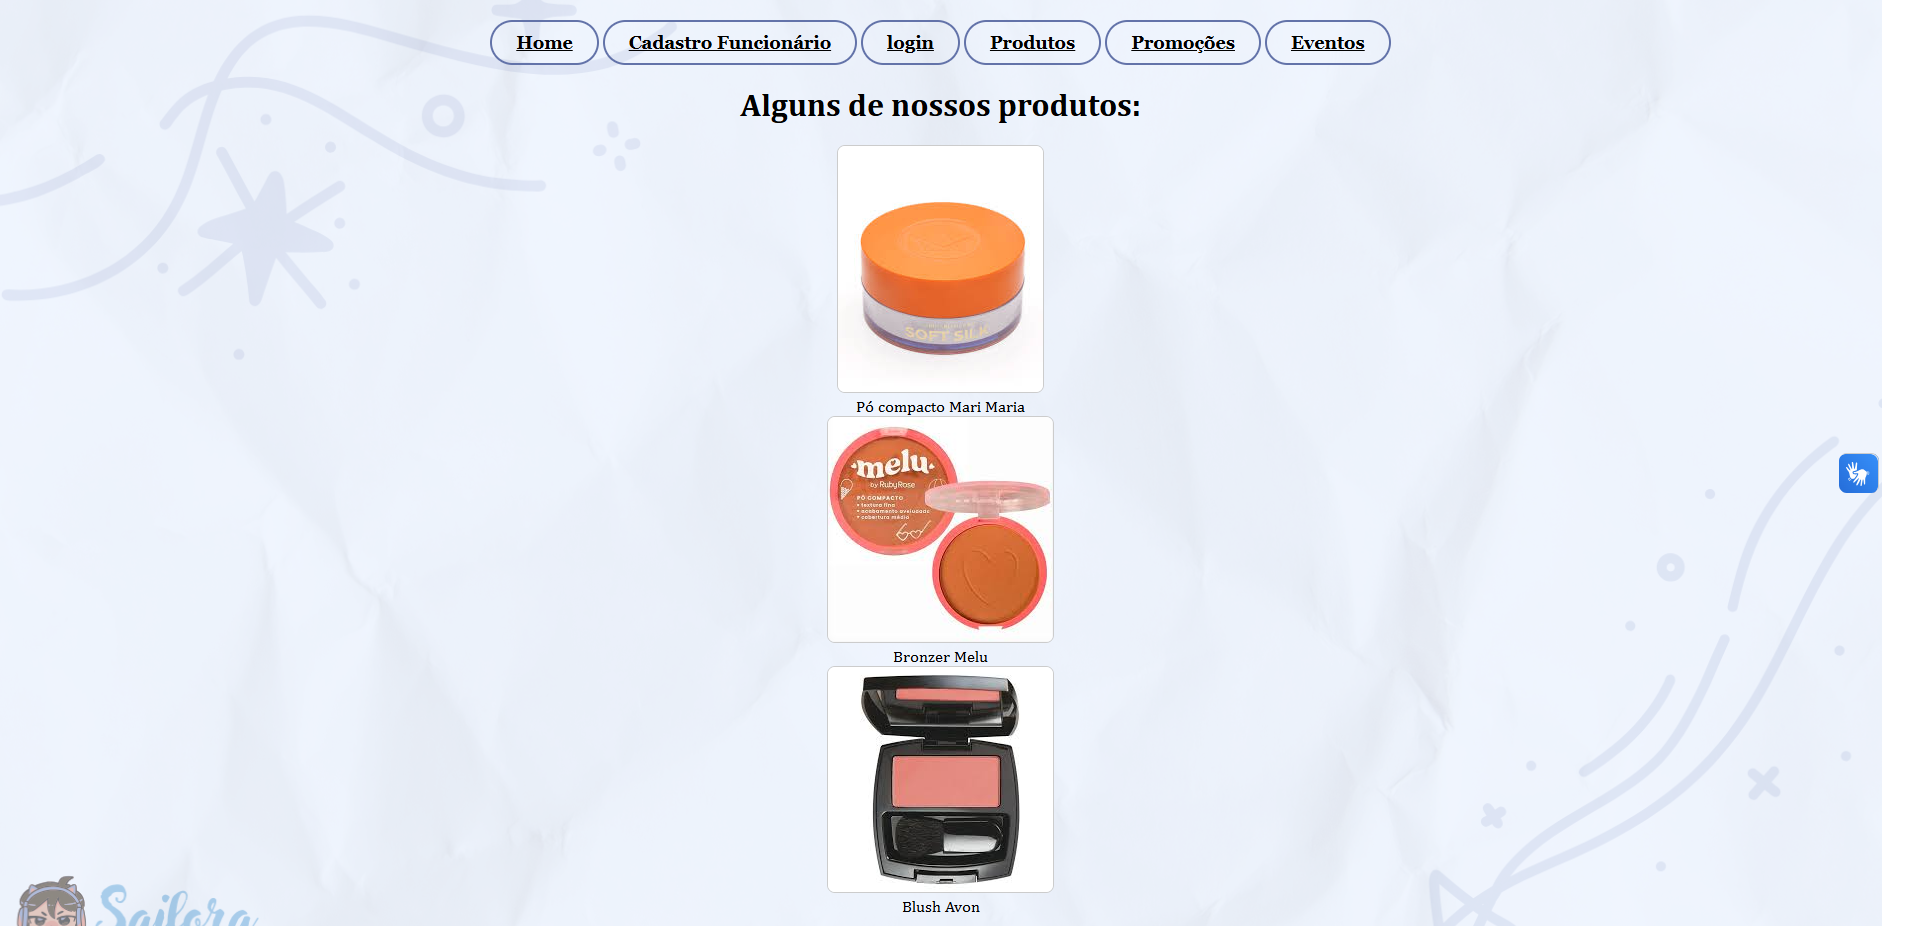 Home
Cadastro Funcionário
login
Produtos
Promoções
Eventos
Alguns de nossos produtos:
SOFT SILK
Pó compacto Mari Maria
melu
by RubyRose
PÓ COMPACTO
• textura fina
• acabamento aveludado
• cobertura média
Bronzer Melu
Blush Avon
Sailora